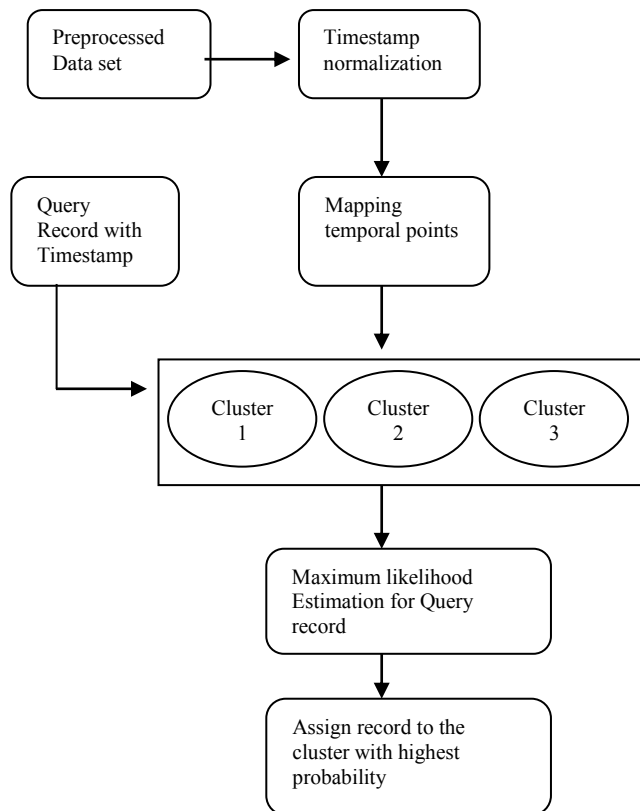 Preprocessed
Data set
Timestamp
normalization
Query
Record with
Timestamp
Mapping
temporal points
Cluster
1
Cluster
2
Cluster
3
Maximum likelihood
Estimation for Query
record
Assign record to the
cluster with highest
probability